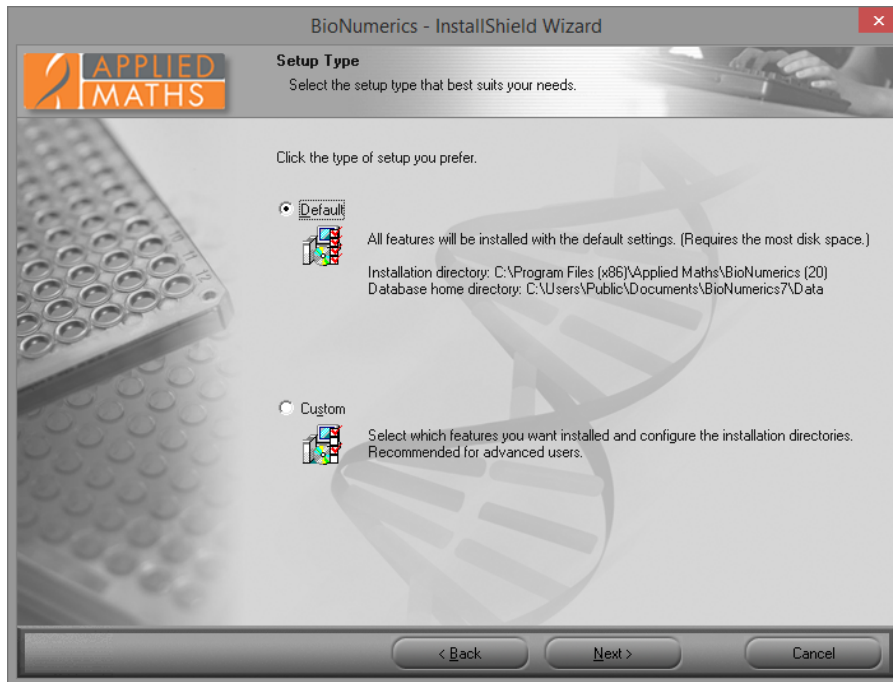 BioNumerics - InstallShield Wizard
APPLIED
MATHS
Setup Type
Select the setup type that best suits your needs.
Click the type of setup you prefer.
Default
All features will be installed with the default settings. (Requires the most disk space.)
Installation directory: C:\Program Files (x86)\Applied Maths\BioNumerics (20)
Database home directory: C:\Users\Public\Documents\BioNumerics7\Data
Custom
Select which features you want installed and configure the installation directories.
Recommended for advanced users.
< Back
Next >
Cancel